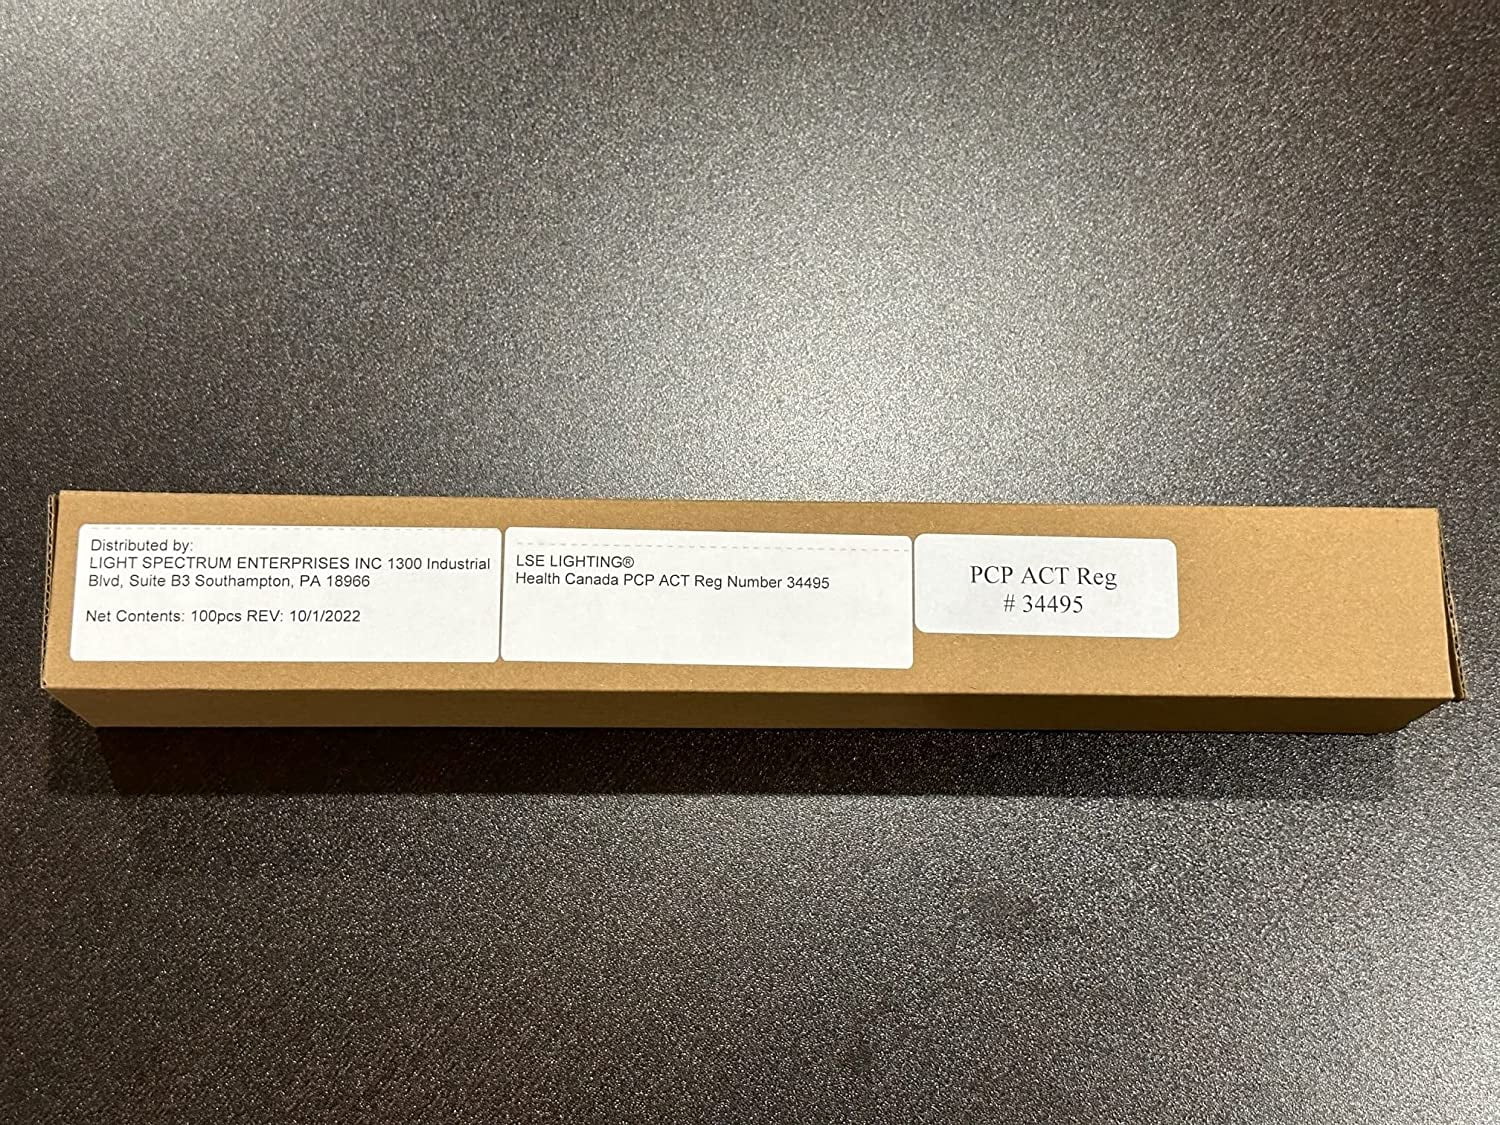 Distributed by:
LIGHT SPECTRUM ENTERPRISES INC 1300 Industrial
Blvd, Suite B3 Southampton, PA 18966
Net Contents: 100pcs REV: 10/1/2022
LSE LIGHTING®
Health Canada PCP ACT Reg Number 34495
PCP ACT Reg
# 34495